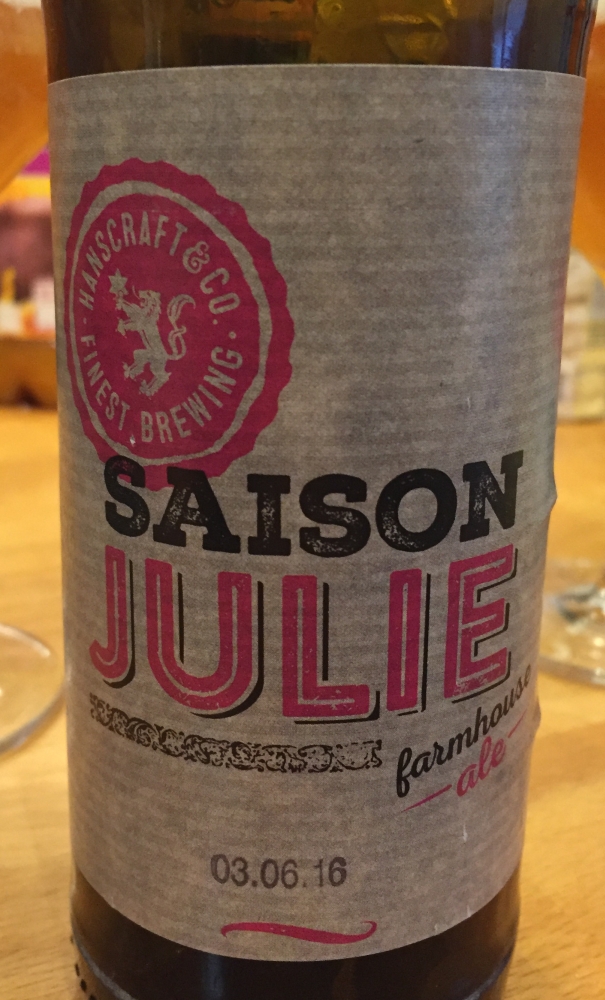 HANSCRAFT & CO.
FINEST BREWING
SAISON
JULIE
farmhouse
ale
03.06.16